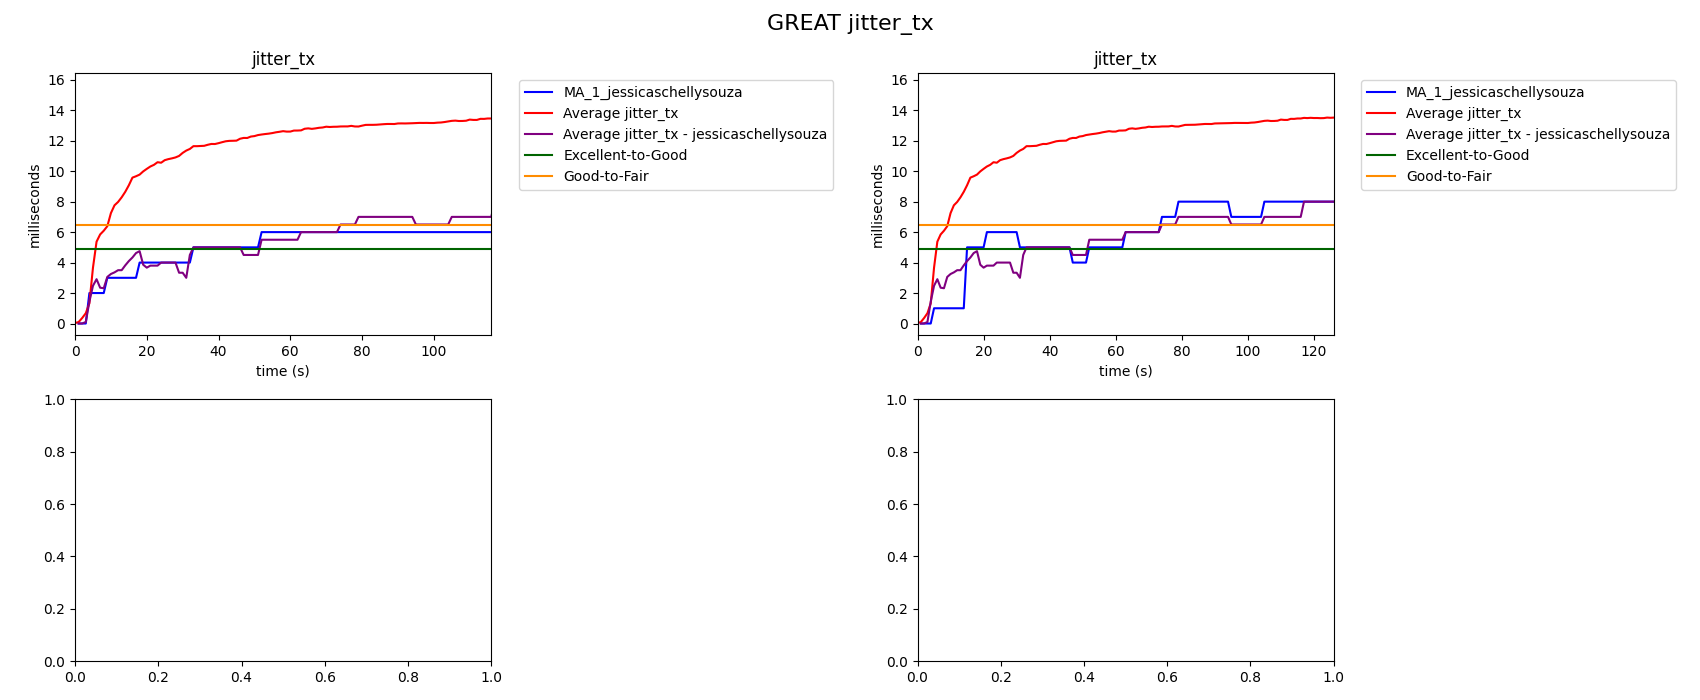 GREAT jitter_tx
jitter_tx
milliseconds
16
14
12
10
8
6
4
2
0
0 20 40 60 80 100
time (s)
MA_1_jessicaschellysouza
Average jitter_tx
Average jitter_tx - jessicaschellysouza
Excellent-to-Good
Good-to-Fair
jitter_tx
milliseconds
16
14
12
10
8
6
4
2
0
0 20 40 60 80 100 120
time (s)
MA_1_jessicaschellysouza
Average jitter_tx
Average jitter_tx - jessicaschellysouza
Excellent-to-Good
Good-to-Fair
1.0
0.8
0.6
0.4
0.2
0.0
0.0 0.2 0.4 0.6 0.8 1.0
1.0
0.8
0.6
0.4
0.2
0.0
0.0 0.2 0.4 0.6 0.8 1.0